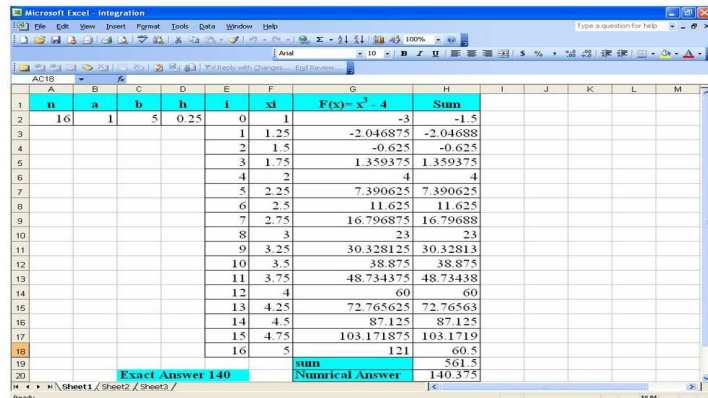 Microsoft Excel - integration
File Edit View Insert Format Tools Data Window Help Type a question for help
100%
Arial 10 B I U $ % ,
Reply with Changes... End Review...
AC18 fx
A B C D E F G H I J K L M
1 n a b h i xi F(x)= x³ - 4 Sum
2 16 1 5 0.25 0 1 -3 -1.5
3 1 1.25 -2.046875 -2.04688
4 2 1.5 -0.625 -0.625
5 3 1.75 1.359375 1.359375
6 4 2 4 4
7 5 2.25 7.390625 7.390625
8 6 2.5 11.625 11.625
9 7 2.75 16.796875 16.79688
10 8 3 23 23
11 9 3.25 30.328125 30.32813
12 10 3.5 38.875 38.875
13 11 3.75 48.734375 48.73438
14 12 4 60 60
15 13 4.25 72.765625 72.76563
16 14 4.5 87.125 87.125
17 15 4.75 103.171875 103.1719
18 16 5 121 60.5
19 sum 561.5
20 Exact Answer 140 Numrical Answer 140.375
Sheet1 / Sheet2 / Sheet3 /
Ready NUM